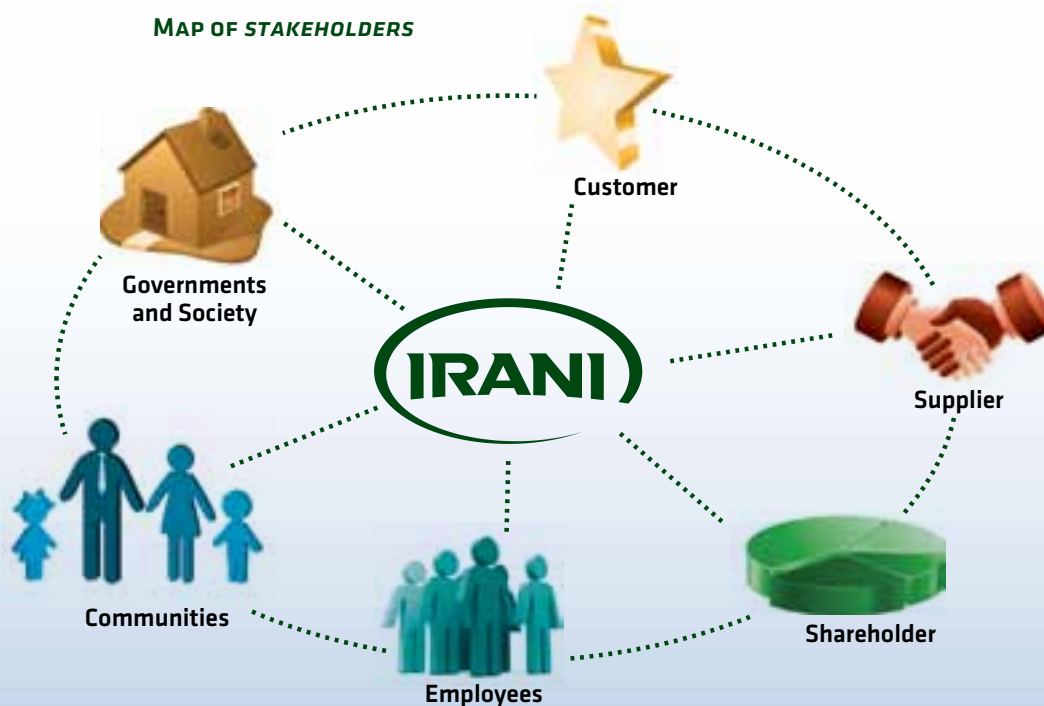 MAP OF STAKEHOLDERS
Customer
Governments
and Society
IRANI
Supplier
Communities
Shareholder
Employees